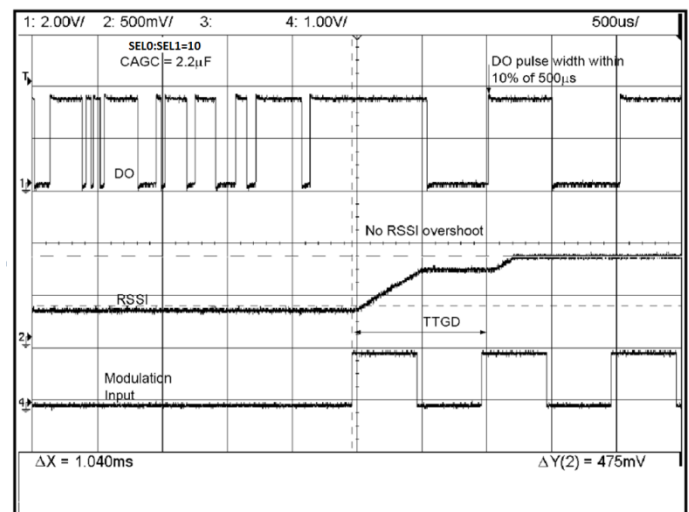 1: 2.00V/ 2: 500mV/ 3: 4: 1.00V/ 500us/
SEL0:SEL1=10
CAGC = 2.2µF
DO pulse width within
10% of 500µs
T
DO
1
No RSSI overshoot
RSSI
TTGD
2
Modulation
Input
4
ΔX = 1.040ms ΔY(2) = 475mV